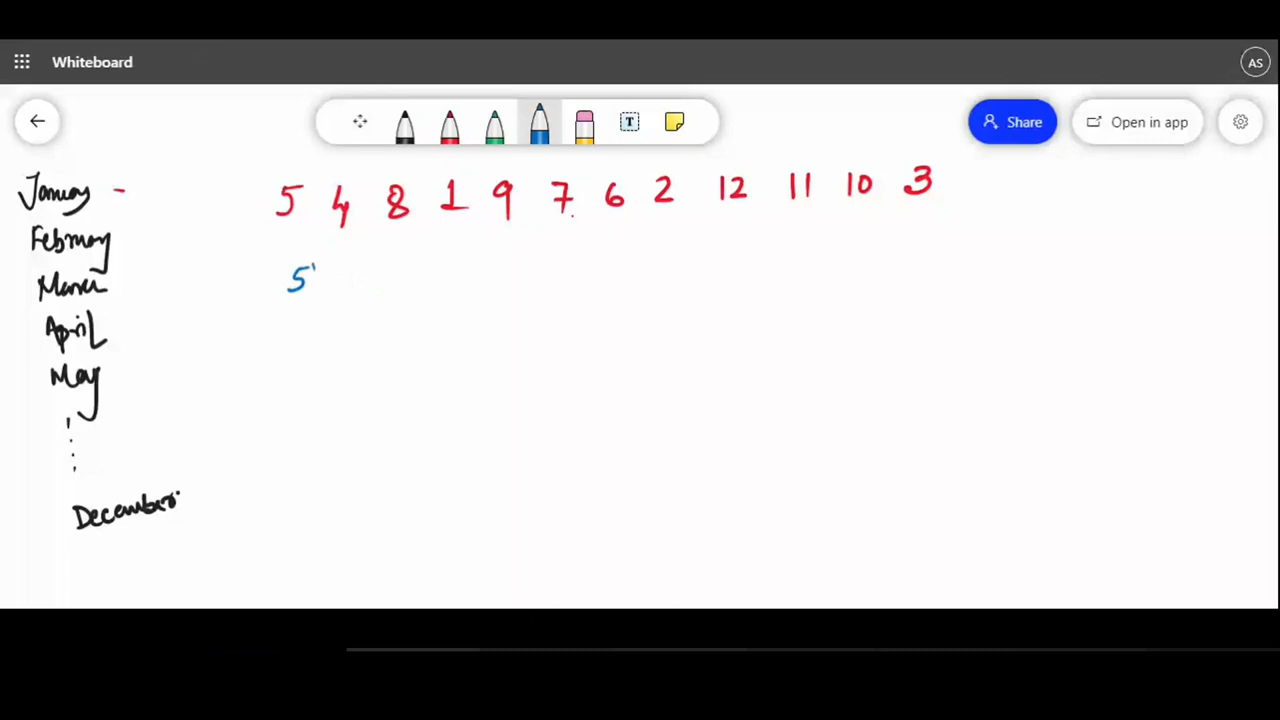 Whiteboard
AS
T
Share
Open in app
January -
5 4 8 1 9 7 6 2 12 11 10 3
February
5
March
April
May
December